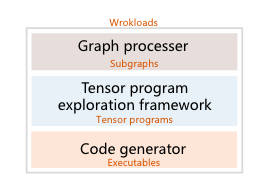 Wrokloads
Graph processer
Subgraphs
Tensor program
exploration framework
Tensor programs
Code generator
Executables